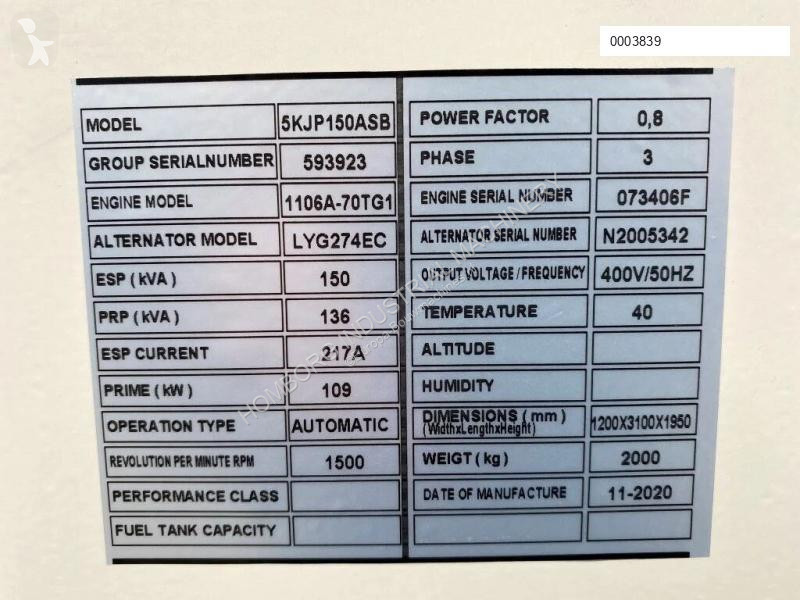 0003839
MODEL 5KJP150ASB
GROUP SERIALNUMBER 593923
ENGINE MODEL 1106A-70TG1
ALTERNATOR MODEL LYG274EC
ESP ( kVA ) 150
PRP ( kVA ) 136
ESP CURRENT 217A
PRIME ( kW ) 109
OPERATION TYPE AUTOMATIC
REVOLUTION PER MINUTE RPM 1500
PERFORMANCE CLASS
FUEL TANK CAPACITY
POWER FACTOR 0,8
PHASE 3
ENGINE SERIAL NUMBER 073406F
ALTERNATOR SERIAL NUMBER N2005342
OUTPUT VOLTAGE / FREQUENCY 400V/50HZ
TEMPERATURE 40
ALTITUDE
HUMIDITY
DIMENSIONS ( mm )
(WidthxLengthxHeight) 1200X3100X1950
WEIGT ( kg ) 2000
DATE OF MANUFACTURE 11-2020
HOMBORG INDUSTRIAL MACHINERY